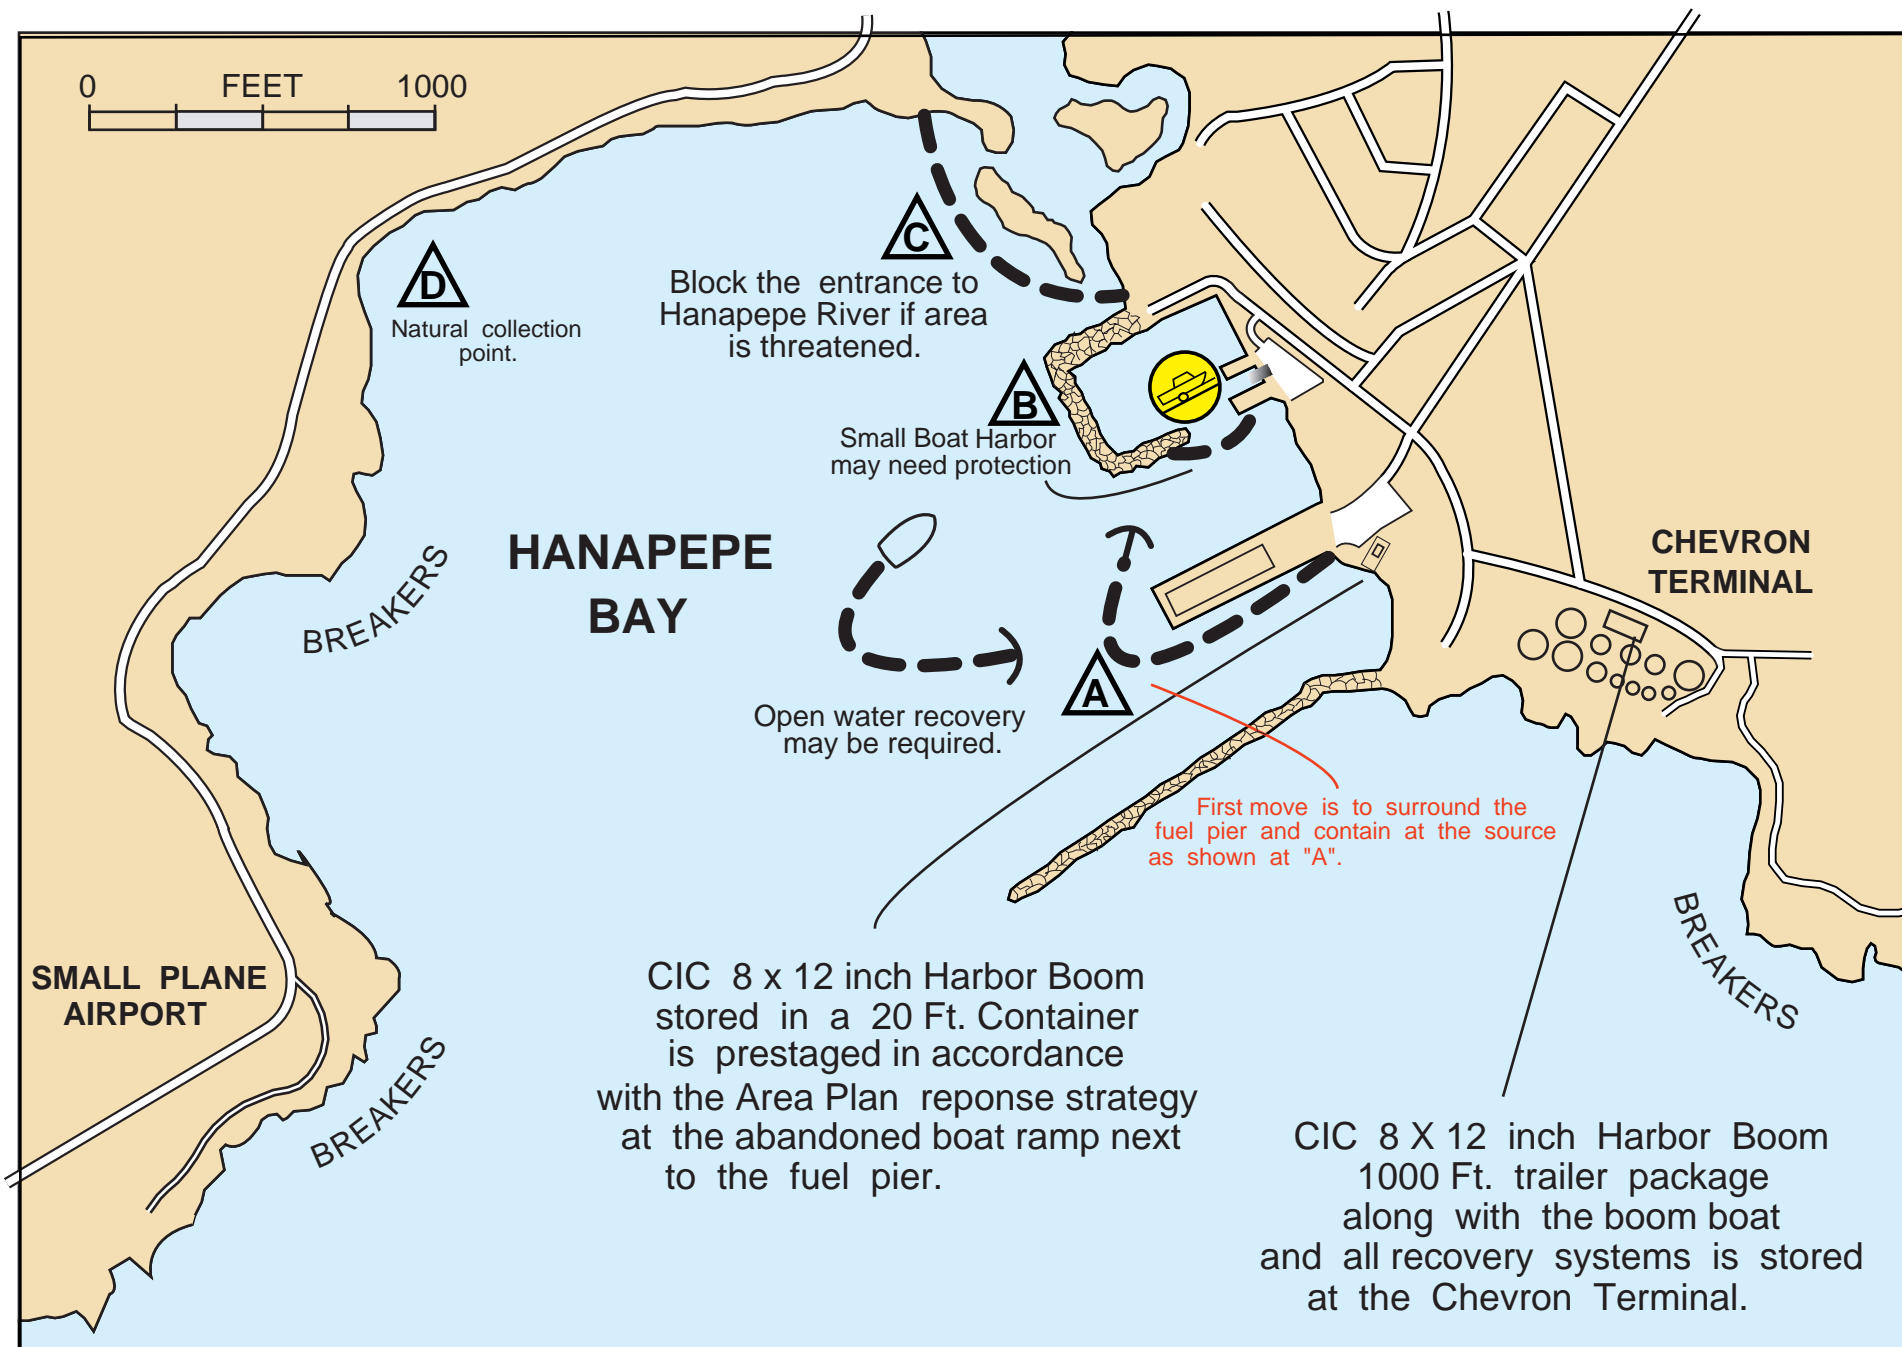 0 FEET 1000
C
Block the entrance to
Hanapepe River if area
is threatened.
D
Natural collection
point.
B
Small Boat Harbor
may need protection
HANAPEPE
BAY
BREAKERS
CHEVRON
TERMINAL
A
Open water recovery
may be required.
First move is to surround the
fuel pier and contain at the source
as shown at "A".
BREAKERS
SMALL PLANE
AIRPORT
BREAKERS
CIC 8 x 12 inch Harbor Boom
stored in a 20 Ft. Container
is prestaged in accordance
with the Area Plan reponse strategy
at the abandoned boat ramp next
to the fuel pier.
CIC 8 X 12 inch Harbor Boom
1000 Ft. trailer package
along with the boom boat
and all recovery systems is stored
at the Chevron Terminal.